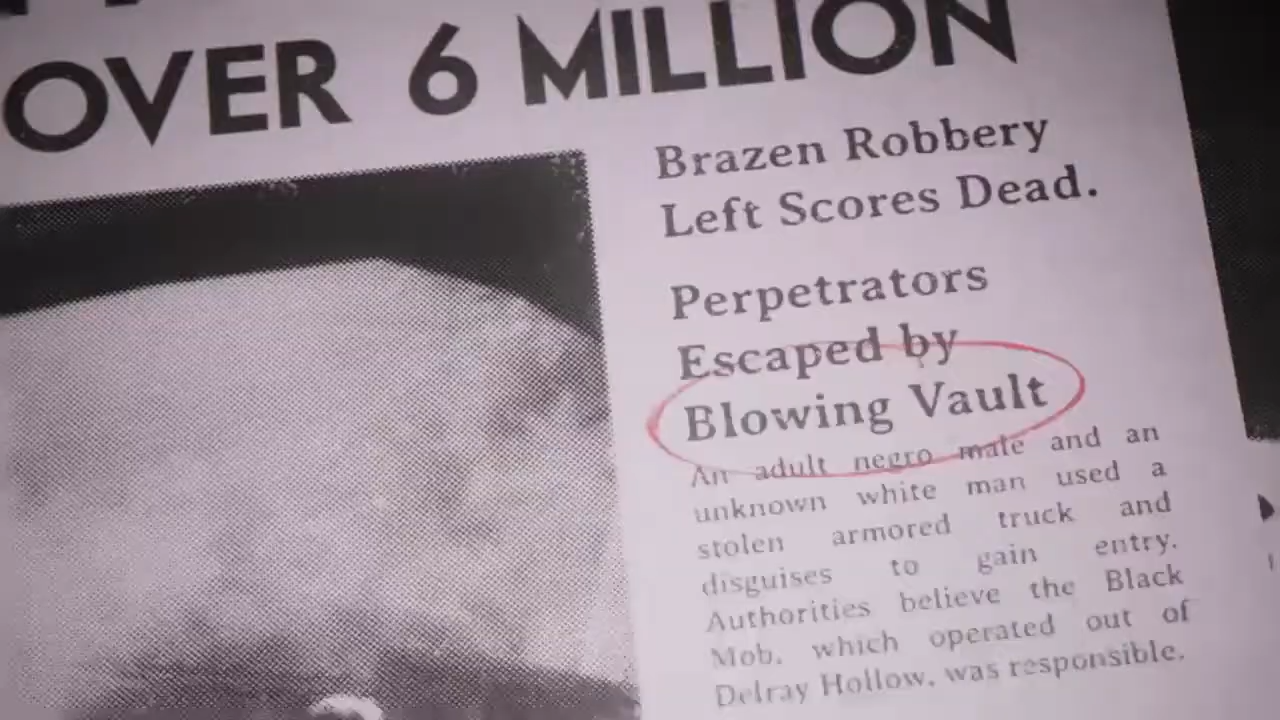 OVER 6 MILLION
Brazen Robbery
Left Scores Dead.
Perpetrators
Escaped by
Blowing Vault
An adult negro male and an
unknown white man used a
stolen armored truck and
disguises to gain entry.
Authorities believe the Black
Mob, which operated out of
Delray Hollow, was responsible.